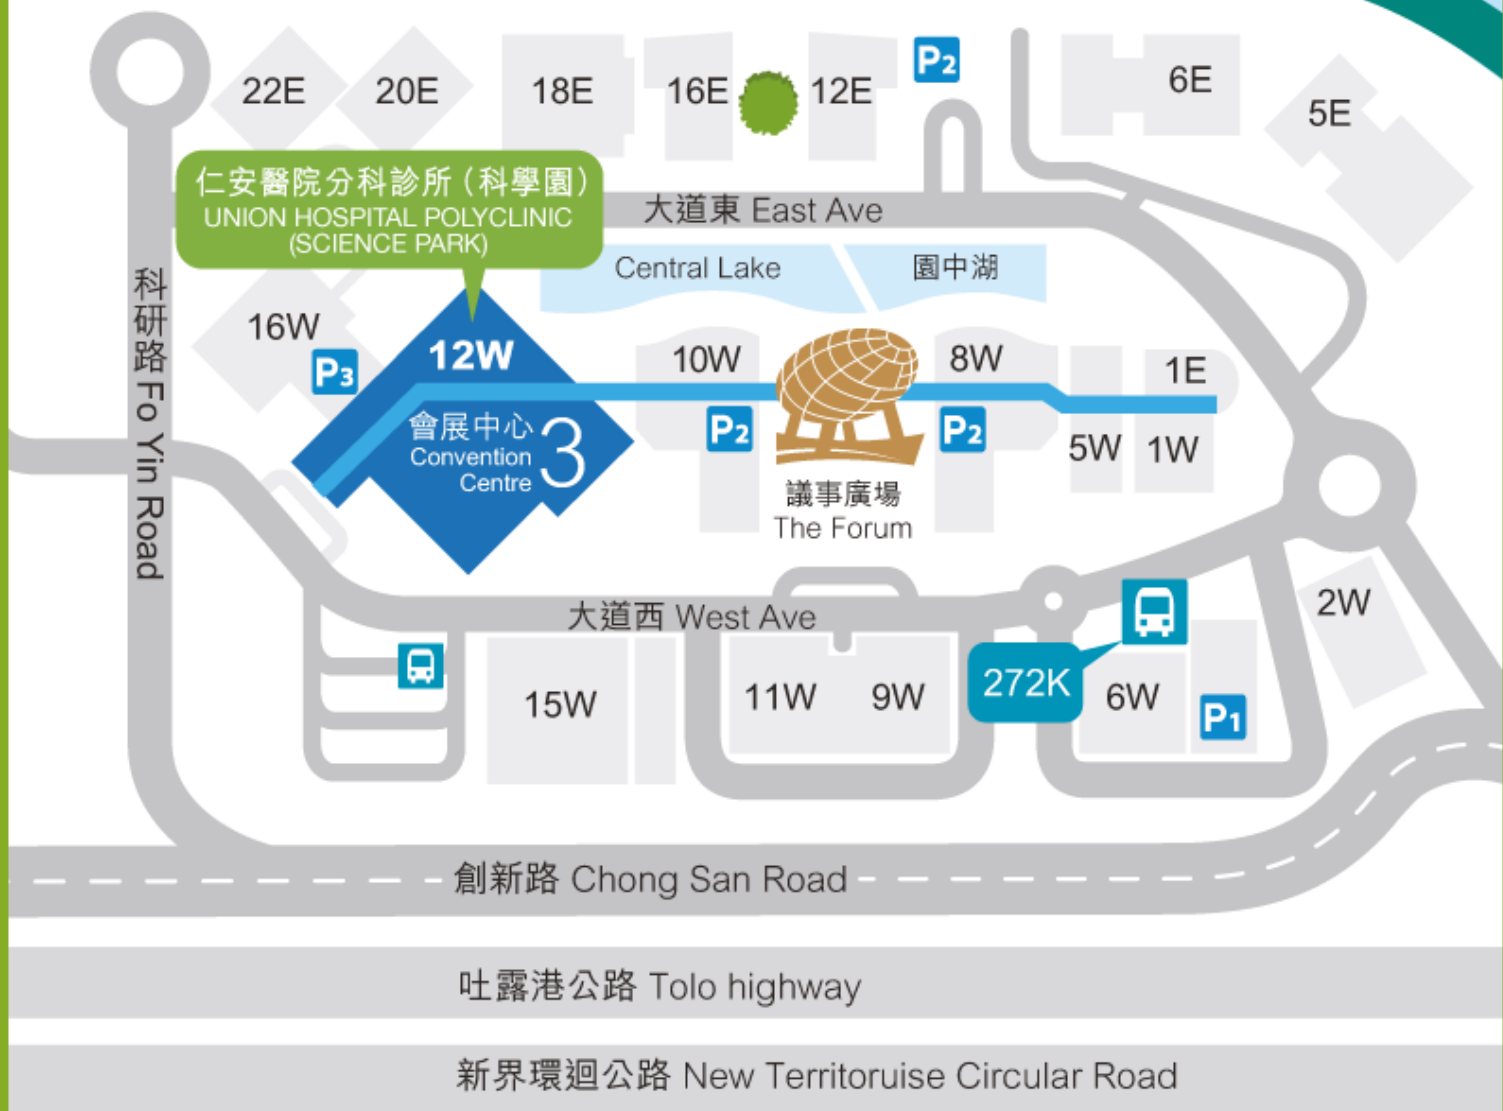 22E
20E
18E
16E
12E
P2
6E
5E
仁安醫院分科診所（科學園）
UNION HOSPITAL POLYCLINIC
(SCIENCE PARK)
大道東 East Ave
Central Lake
園中湖
科研路 Fo Yin Road
16W
P3
12W
會展中心
Convention
Centre
3
10W
P2
8W
P2
5W
1E
1W
議事廣場
The Forum
大道西 West Ave
15W
11W
9W
272K
6W
P1
2W
創新路 Chong San Road
吐露港公路 Tolo highway
新界環迴公路 New Territoruise Circular Road